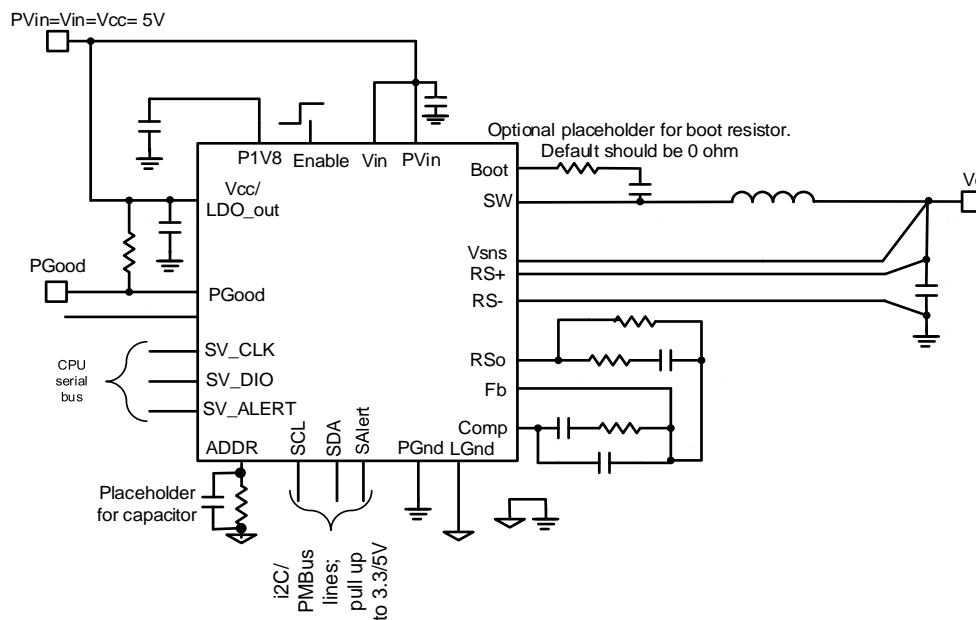 PVin=Vin=Vcc= 5V
P1V8
Enable
Vin
PVin
Optional placeholder for boot resistor.
Default should be 0 ohm
Boot
SW
Vcc/
LDO_out
Vsns
RS+
RS-
PGood
PGood
SV_CLK
SV_DIO
SV_ALERT
CPU
serial
bus
RSo
Fb
Comp
ADDR
SCL
SDA
SAlert
PGnd
LGnd
Placeholder
for capacitor
i2C/
PMBus
lines;
pull up
to 3.3/5V